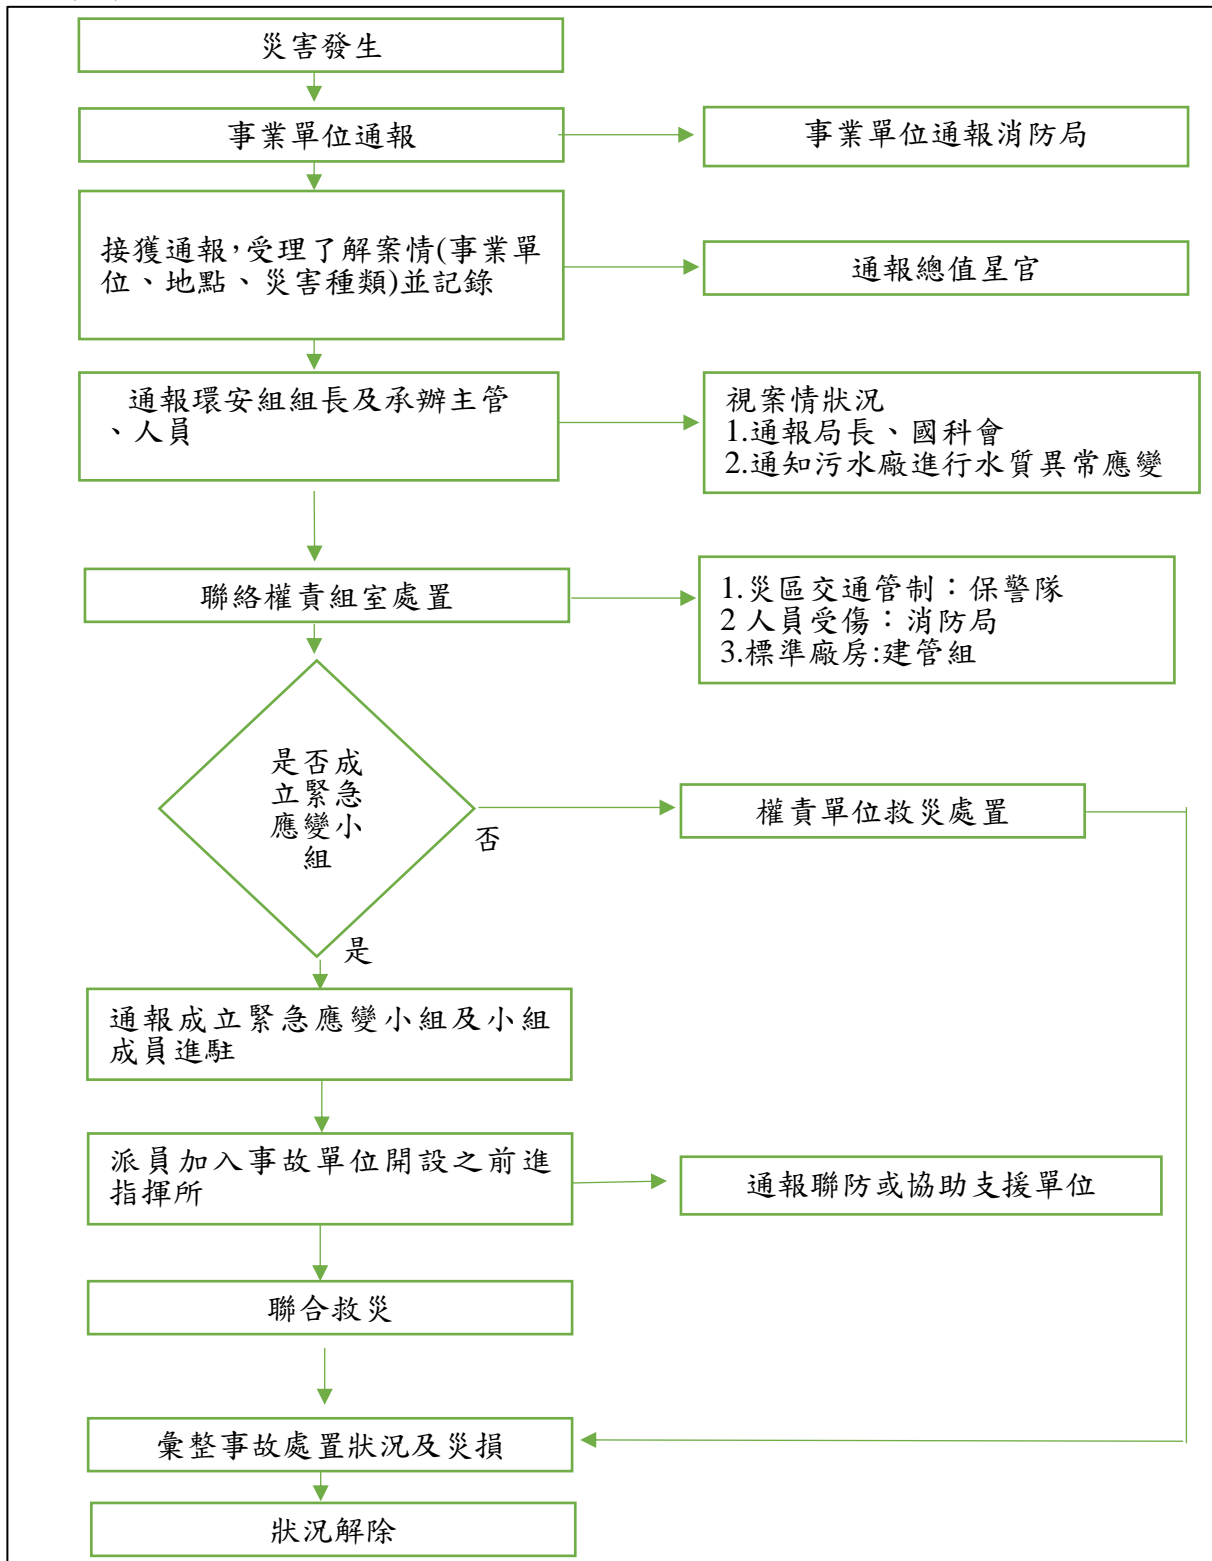 災害發生
事業單位通報
事業單位通報消防局
接獲通報，受理了解案情(事業單
位、地點、災害種類)並記錄
通報總值星官
通報環安組組長及承辦主管
、人員
視案情狀況
1.通報局長、國科會
2.通知污水廠進行水質異常應變
聯絡權責組室處置
1.災區交通管制：保警隊
2 人員受傷：消防局
3.標準廠房:建管組
是否成
立緊急
應變小
組
否
權責單位救災處置
是
通報成立緊急應變小組及小組
成員進駐
派員加入事故單位開設之前進
指揮所
通報聯防或協助支援單位
聯合救災
彙整事故處置狀況及災損
狀況解除